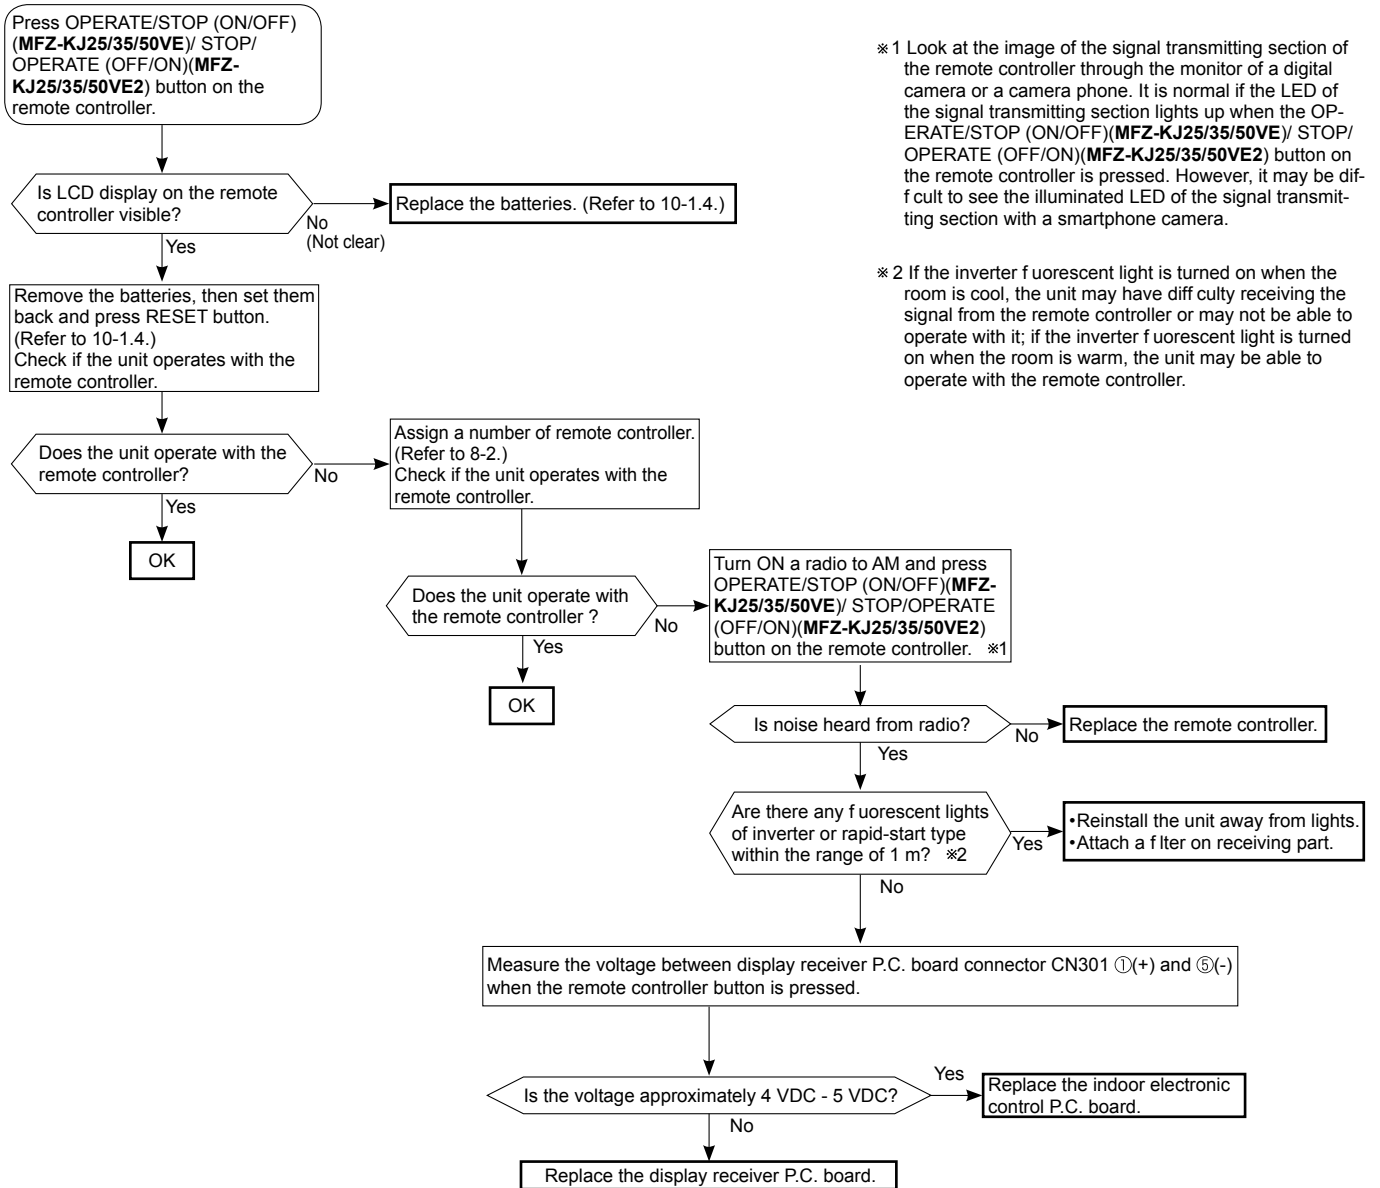 Press OPERATE/STOP (ON/OFF)
(MFZ-KJ25/35/50VE)/ STOP/
OPERATE (OFF/ON)(MFZ-
KJ25/35/50VE2) button on the
remote controller.
Is LCD display on the remote
controller visible?
No
(Not clear)
Replace the batteries. (Refer to 10-1.4.)
Yes
Remove the batteries, then set them
back and press RESET button.
(Refer to 10-1.4.)
Check if the unit operates with the
remote controller.
Does the unit operate with the
remote controller?
No
Yes
OK
Assign a number of remote controller.
(Refer to 8-2.)
Check if the unit operates with the
remote controller.
Does the unit operate with
the remote controller ?
No
Yes
OK
Turn ON a radio to AM and press
OPERATE/STOP (ON/OFF)(MFZ-
KJ25/35/50VE)/ STOP/OPERATE
(OFF/ON)(MFZ-KJ25/35/50VE2)
button on the remote controller. ※1
Is noise heard from radio?
No
Replace the remote controller.
Yes
Are there any f uorescent lights
of inverter or rapid-start type
within the range of 1 m? ※2
Yes
•Reinstall the unit away from lights.
•Attach a f lter on receiving part.
No
Measure the voltage between display receiver P.C. board connector CN301 ①(+) and ⑤(-)
when the remote controller button is pressed.
Is the voltage approximately 4 VDC - 5 VDC?
Yes
Replace the indoor electronic
control P.C. board.
No
Replace the display receiver P.C. board.
※1 Look at the image of the signal transmitting section of
the remote controller through the monitor of a digital
camera or a camera phone. It is normal if the LED of
the signal transmitting section lights up when the OP-
ERATE/STOP (ON/OFF)(MFZ-KJ25/35/50VE)/ STOP/
OPERATE (OFF/ON)(MFZ-KJ25/35/50VE2) button on
the remote controller is pressed. However, it may be dif-
f cult to see the illuminated LED of the signal transmit-
ting section with a smartphone camera.
※2 If the inverter f uorescent light is turned on when the
room is cool, the unit may have diff culty receiving the
signal from the remote controller or may not be able to
operate with it; if the inverter f uorescent light is turned
on when the room is warm, the unit may be able to
operate with the remote controller.